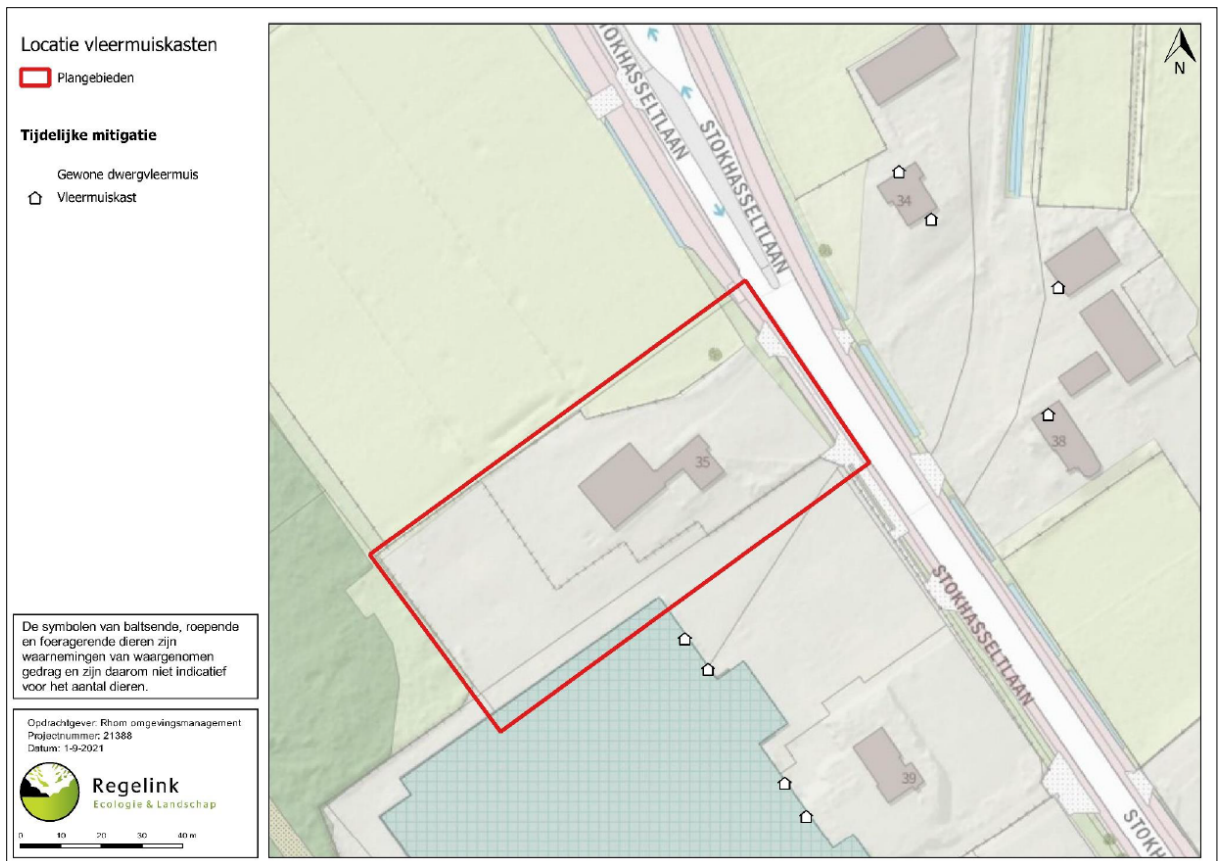 Locatie vleermuiskasten
Plangebieden
Tijdelijke mitigatie
Gewone dwergvleermuis
Vleermuiskast
De symbolen van baltsende, roepende
en foeragerende dieren zijn
waarnemingen van waargenomen
gedrag en zijn daarom niet indicatief
voor het aantal dieren.
Opdrachtgever: Rhom omgevingsmanagement
Projectnummer: 21388
Datum: 1-9-2021
Regelink
Ecologie & Landschap
0 10 20 30 40 m
N
STOKHASSELTLAAN
STOKHASSELTLAAN
34
38
35
STOKHASSELTLAAN
39
STOKH